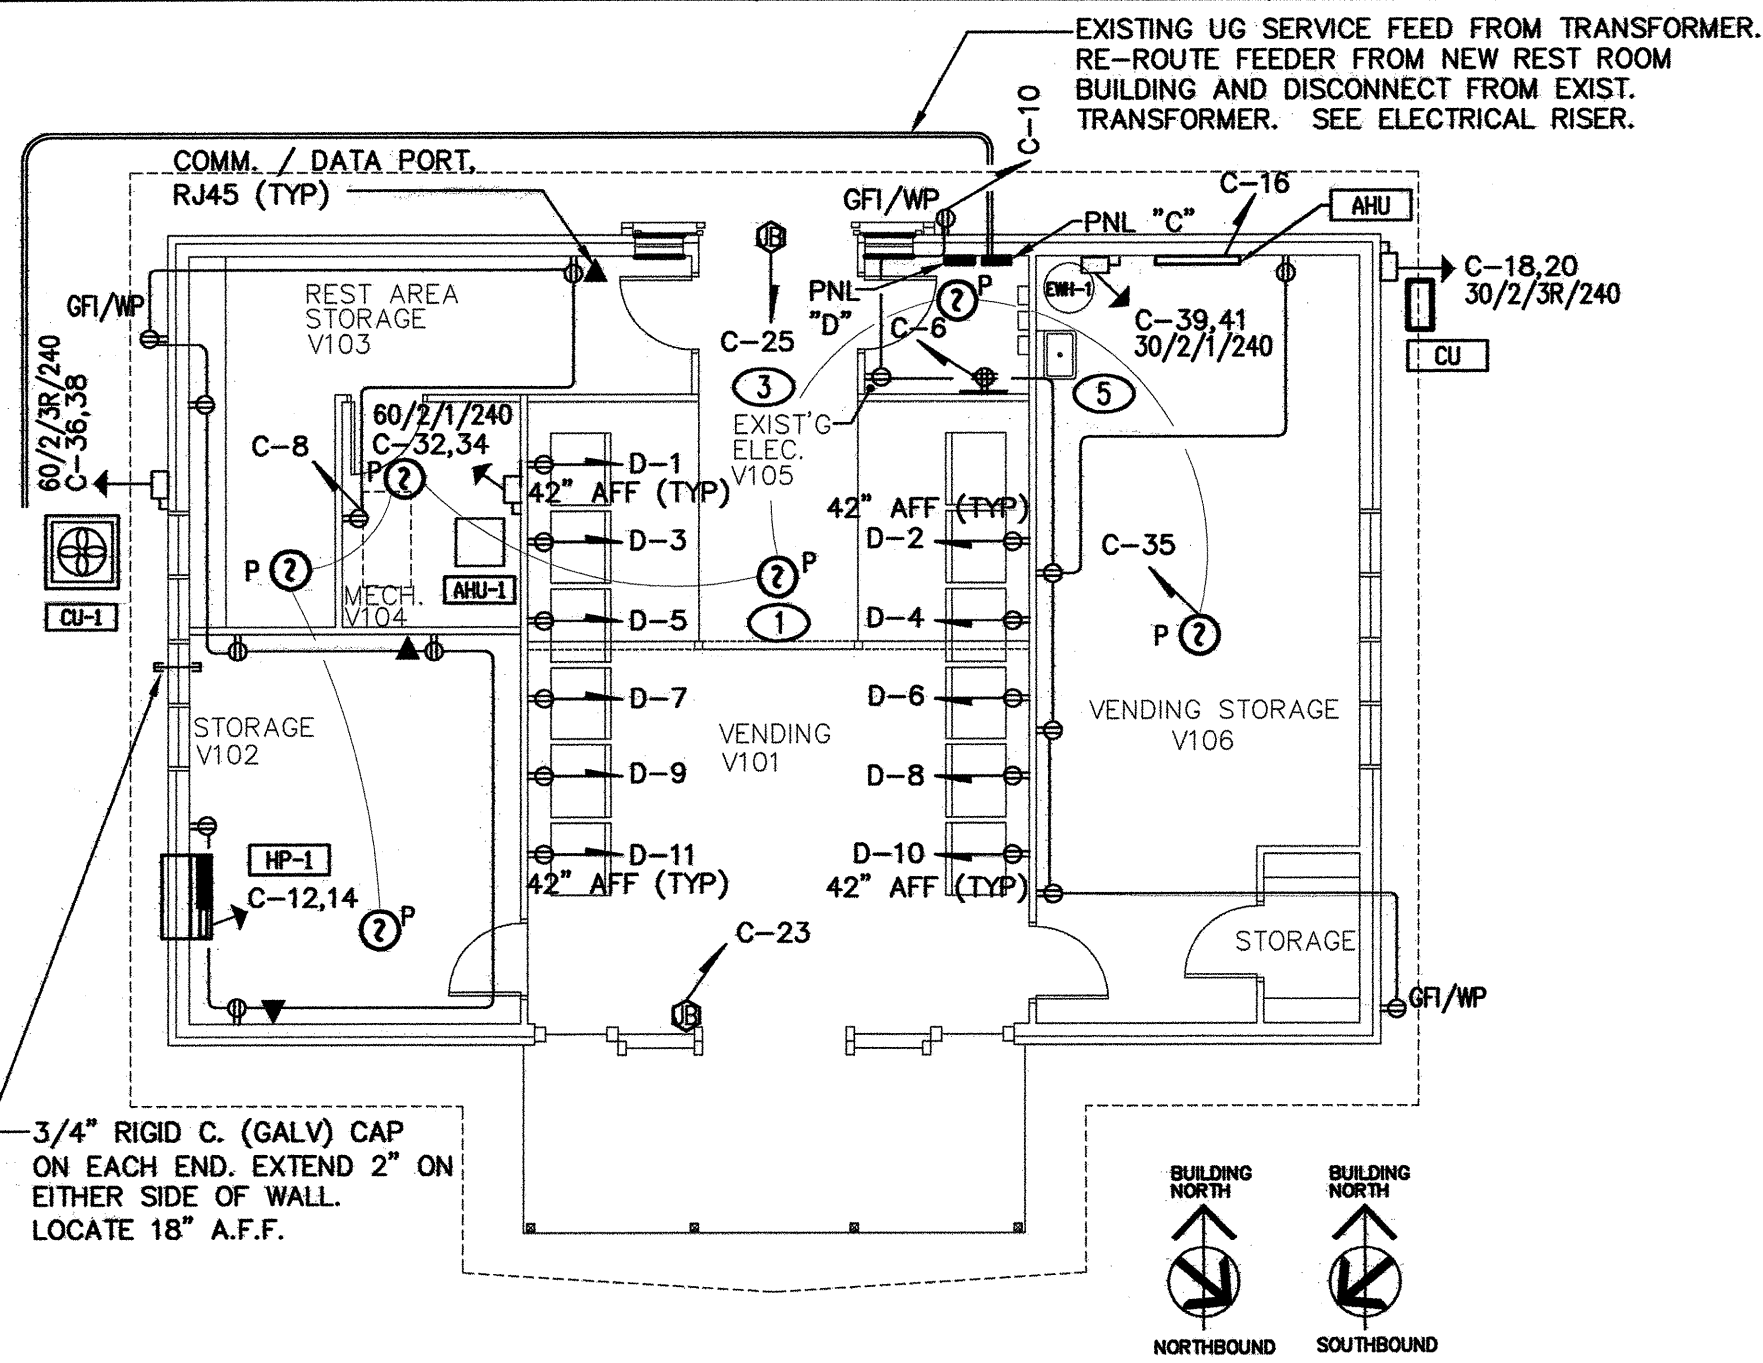 EXISTING UG SERVICE FEED FROM TRANSFORMER.
RE-ROUTE FEEDER FROM NEW REST ROOM
BUILDING AND DISCONNECT FROM EXIST.
TRANSFORMER. SEE ELECTRICAL RISER.
C-10
COMM. / DATA PORT,
RJ45 (TYP)
GFI/WP
C-16
AHU
PNL "C"
JB
C-18,20
30/2/3R/240
CU
REST AREA
STORAGE
V103
GFI/WP
PNL
"D"
P
EWH-1
C-39,41
30/2/1/240
C-25
C-6
3
5
60/2/3R/240
C-36,38
60/2/1/240
C-32,34
C-8
P
EXIST'G
ELEC.
V105
D-1
42" AFF (TYP)
42" AFF (TYP)
D-3
D-2
C-35
P
P
CU-1
MECH.
V104
AHU-1
D-5
1
D-4
P
D-7
D-6
STORAGE
V102
VENDING
V101
VENDING STORAGE
V106
D-9
D-8
HP-1
C-12,14
D-11
42" AFF (TYP)
D-10
42" AFF (TYP)
P
C-23
STORAGE
JB
GFI/WP
3/4" RIGID C. (GALV) CAP
ON EACH END. EXTEND 2" ON
EITHER SIDE OF WALL.
LOCATE 18" A.F.F.
BUILDING
NORTH
NORTHBOUND
BUILDING
NORTH
SOUTHBOUND